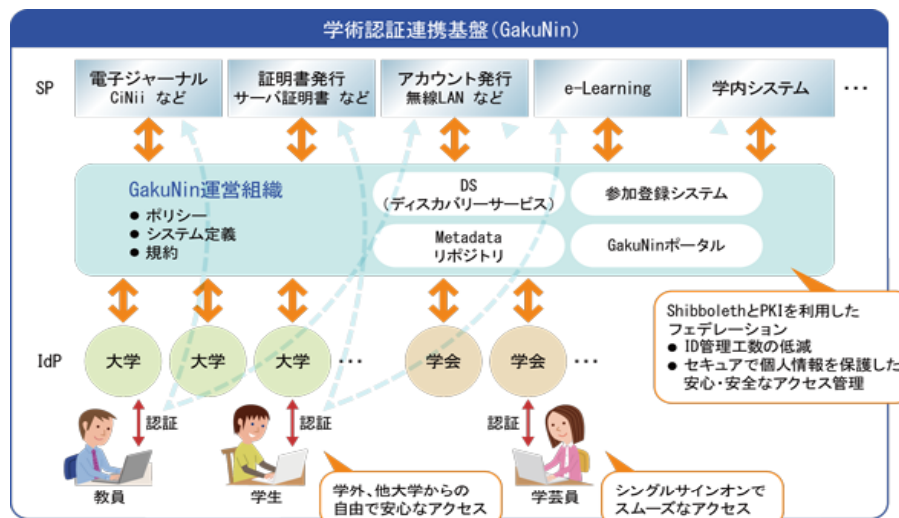 学術認証連携基盤(GakuNin)
SP
電子ジャーナル
CiNii など
証明書発行
サーバ証明書 など
アカウント発行
無線LAN など
e-Learning
学内システム
…
GakuNin運営組織
● ポリシー
● システム定義
● 規約
DS
(ディスカバリーサービス)
参加登録システム
Metadata
リポジトリ
GakuNinポータル
ShibbolethとPKIを利用した
フェデレーション
● ID管理工数の低減
● セキュアで個人情報を保護した
安心・安全なアクセス管理
IdP
大学
大学
大学
…
学会
学会
…
認証
認証
認証
教員
学生
学芸員
学外、他大学からの
自由で安心なアクセス
シングルサインオンで
スムーズなアクセス